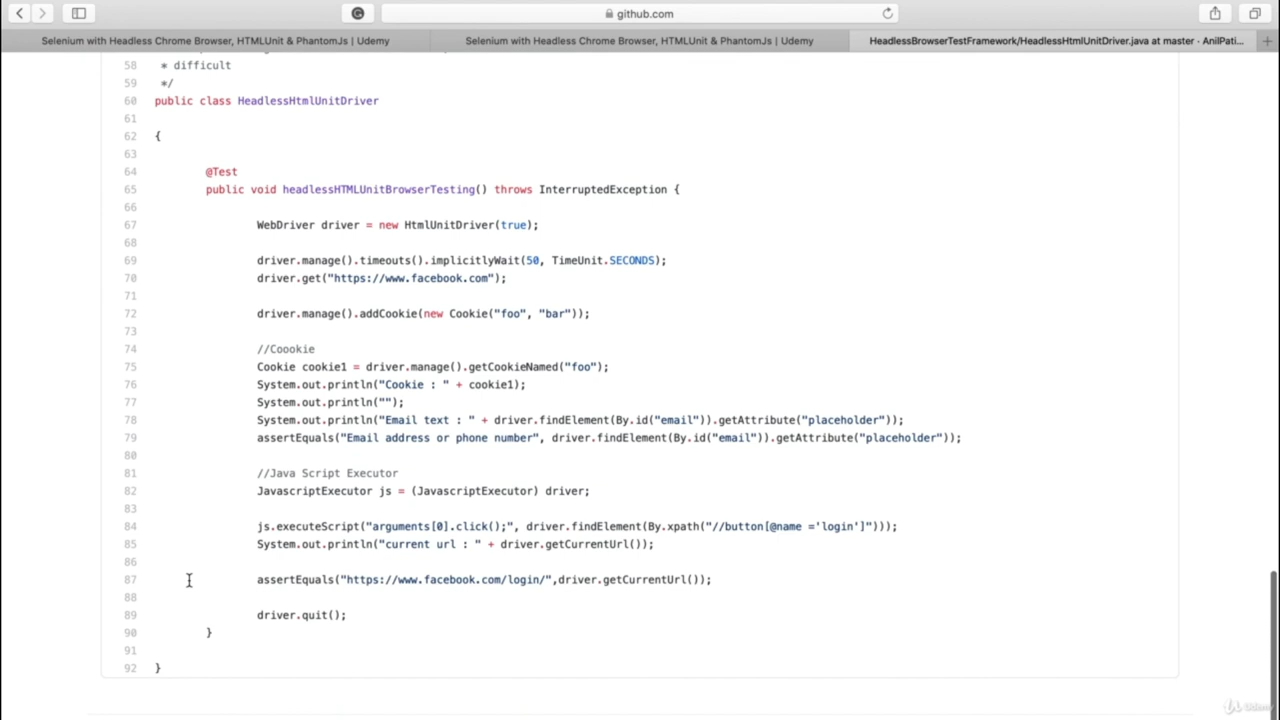 github.com
Selenium with Headless Chrome Browser, HTMLUnit & PhantomJs | Udemy
Selenium with Headless Chrome Browser, HTMLUnit & PhantomJs | Udemy
HeadlessBrowserTestFramework/HeadlessHtmlUnitDriver.java at master · AnilPati...
58 * difficult
59 */
60 public class HeadlessHtmlUnitDriver
61
62 {
63
64 @Test
65 public void headlessHTMLUnitBrowserTesting() throws InterruptedException {
66
67 WebDriver driver = new HtmlUnitDriver(true);
68
69 driver.manage().timeouts().implicitlyWait(50, TimeUnit.SECONDS);
70 driver.get("https://www.facebook.com");
71
72 driver.manage().addCookie(new Cookie("foo", "bar"));
73
74 //Coookie
75 Cookie cookie1 = driver.manage().getCookieNamed("foo");
76 System.out.println("Cookie : " + cookie1);
77 System.out.println("");
78 System.out.println("Email text : " + driver.findElement(By.id("email")).getAttribute("placeholder"));
79 assertEquals("Email address or phone number", driver.findElement(By.id("email")).getAttribute("placeholder"));
80
81 //Java Script Executor
82 JavascriptExecutor js = (JavascriptExecutor) driver;
83
84 js.executeScript("arguments[0].click();", driver.findElement(By.xpath("//button[@name ='login']")));
85 System.out.println("current url : " + driver.getCurrentUrl());
86
87 assertEquals("https://www.facebook.com/login/",driver.getCurrentUrl());
88
89 driver.quit();
90 }
91
92 }
Udemy